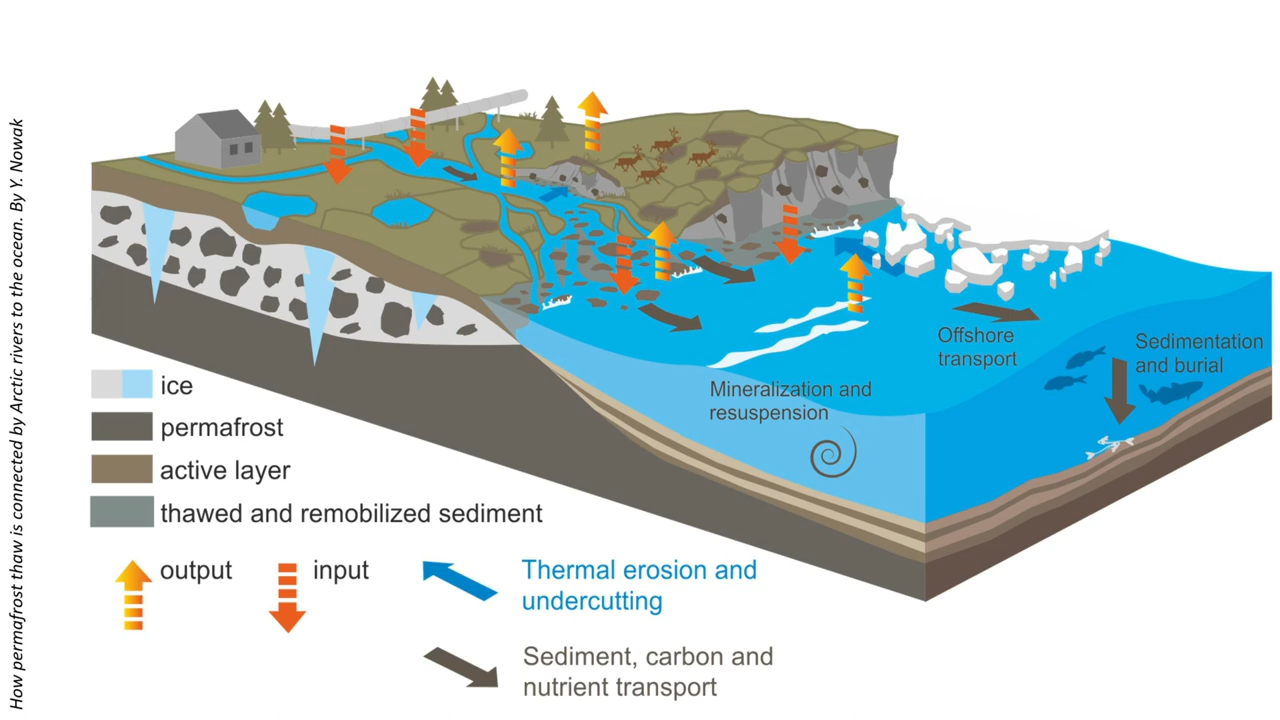 How permafrost thaw is connected by Arctic rivers to the ocean. By Y. Nowak
Offshore
transport
Sedimentation
and burial
Mineralization and
resuspension
ice
permafrost
active layer
thawed and remobilized sediment
output
input
Thermal erosion and
undercutting
Sediment, carbon and
nutrient transport